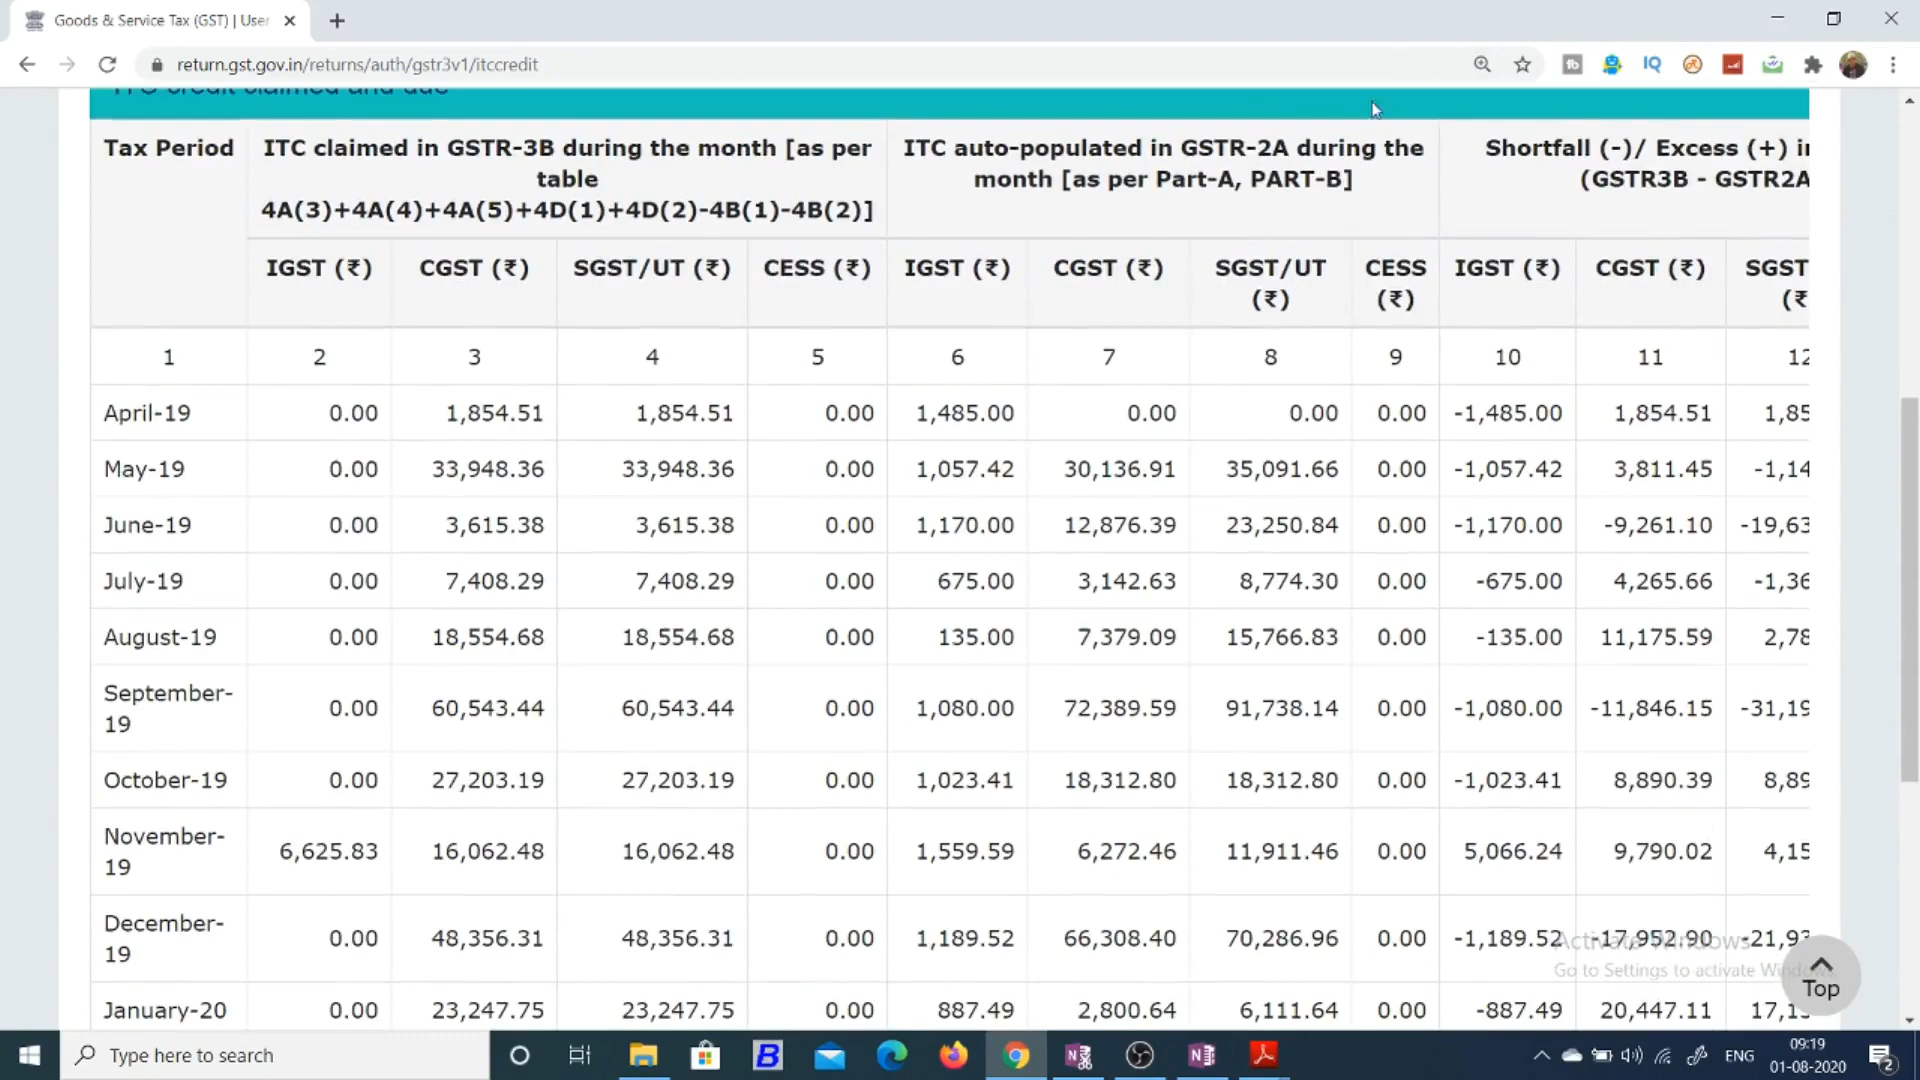 Goods & Service Tax (GST) | User
return.gst.gov.in/returns/auth/gstr3v1/itccredit
ITC credit claimed and due
Tax Period ITC claimed in GSTR-3B during the month [as per table 4A(3)+4A(4)+4A(5)+4D(1)+4D(2)-4B(1)-4B(2)] ITC auto-populated in GSTR-2A during the month [as per Part-A, PART-B] Shortfall (-)/ Excess (+) in (GSTR3B - GSTR2A
IGST (₹) CGST (₹) SGST/UT (₹) CESS (₹) IGST (₹) CGST (₹) SGST/UT (₹) CESS (₹) IGST (₹) CGST (₹) SGST (₹
1 2 3 4 5 6 7 8 9 10 11 12
April-19 0.00 1,854.51 1,854.51 0.00 1,485.00 0.00 0.00 0.00 -1,485.00 1,854.51 1,85
May-19 0.00 33,948.36 33,948.36 0.00 1,057.42 30,136.91 35,091.66 0.00 -1,057.42 3,811.45 -1,14
June-19 0.00 3,615.38 3,615.38 0.00 1,170.00 12,876.39 23,250.84 0.00 -1,170.00 -9,261.10 -19,63
July-19 0.00 7,408.29 7,408.29 0.00 675.00 3,142.63 8,774.30 0.00 -675.00 4,265.66 -1,36
August-19 0.00 18,554.68 18,554.68 0.00 135.00 7,379.09 15,766.83 0.00 -135.00 11,175.59 2,78
September-19 0.00 60,543.44 60,543.44 0.00 1,080.00 72,389.59 91,738.14 0.00 -1,080.00 -11,846.15 -31,19
October-19 0.00 27,203.19 27,203.19 0.00 1,023.41 18,312.80 18,312.80 0.00 -1,023.41 8,890.39 8,89
November-19 6,625.83 16,062.48 16,062.48 0.00 1,559.59 6,272.46 11,911.46 0.00 5,066.24 9,790.02 4,15
December-19 0.00 48,356.31 48,356.31 0.00 1,189.52 66,308.40 70,286.96 0.00 -1,189.52 -17,952.90 -21,93
January-20 0.00 23,247.75 23,247.75 0.00 887.49 2,800.64 6,111.64 0.00 -887.49 20,447.11 17,13
Activate Windows
Go to Settings to activate Windows.
Top
Type here to search
ENG
09:19
01-08-2020
2